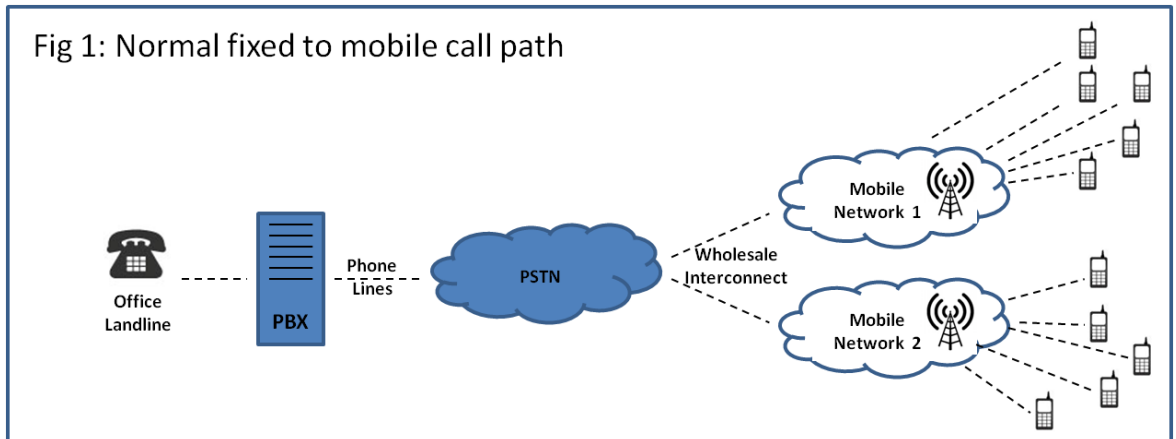 Fig 1: Normal fixed to mobile call path
Office
Landline
PBX
Phone
Lines
PSTN
Wholesale
Interconnect
Mobile
Network 1
Mobile
Network 2